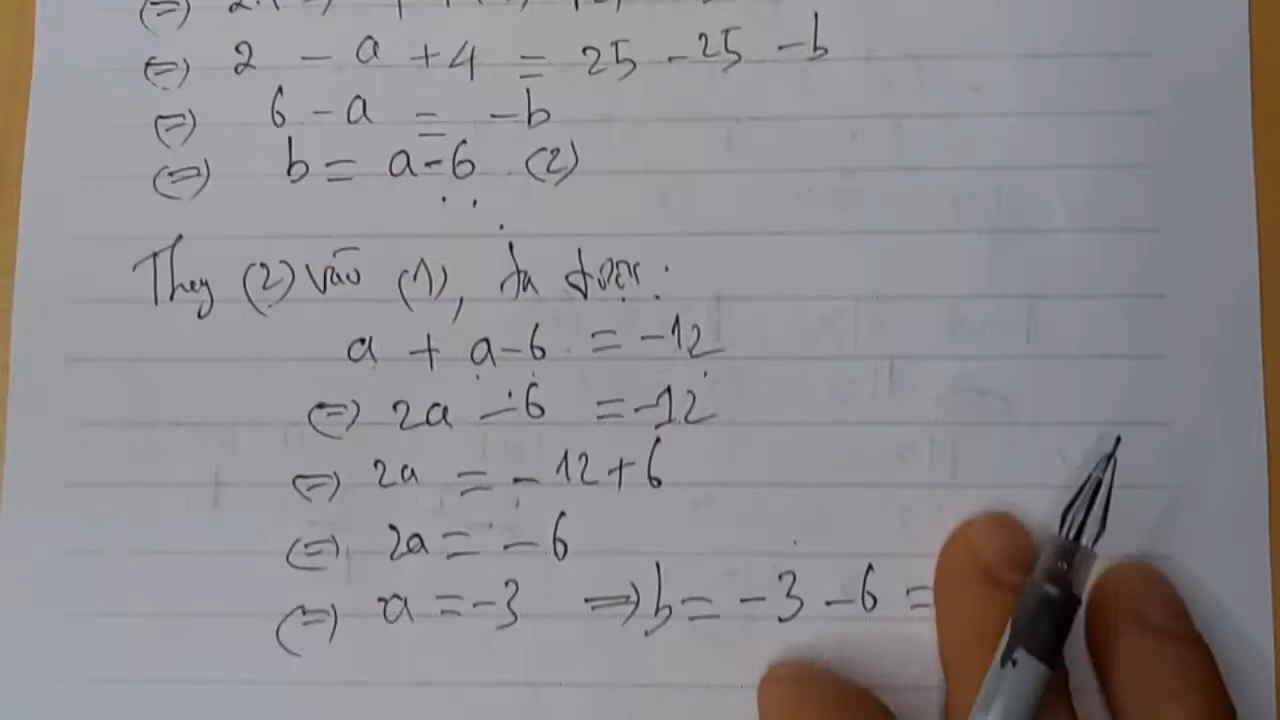 (=) 2 - a + 4 = 25 - 25 - b
(=) 6 - a = -b
(=) b = a - 6 (2)
Thay (2) vào (1), ta được:
a + a - 6 = -12
(=) 2a - 6 = -12
(=) 2a = -12 + 6
(=) 2a = -6
(=) a = -3 => b = -3 - 6 =